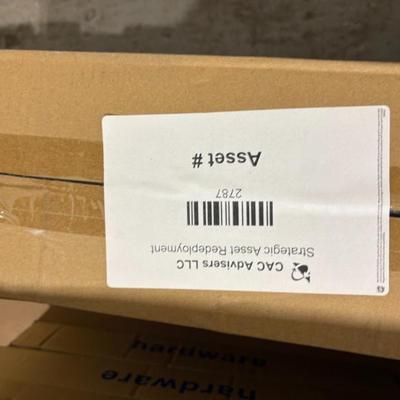 CAC Advisers LLC
Strategic Asset Redeployment
2787
Asset #
hardware
hardware